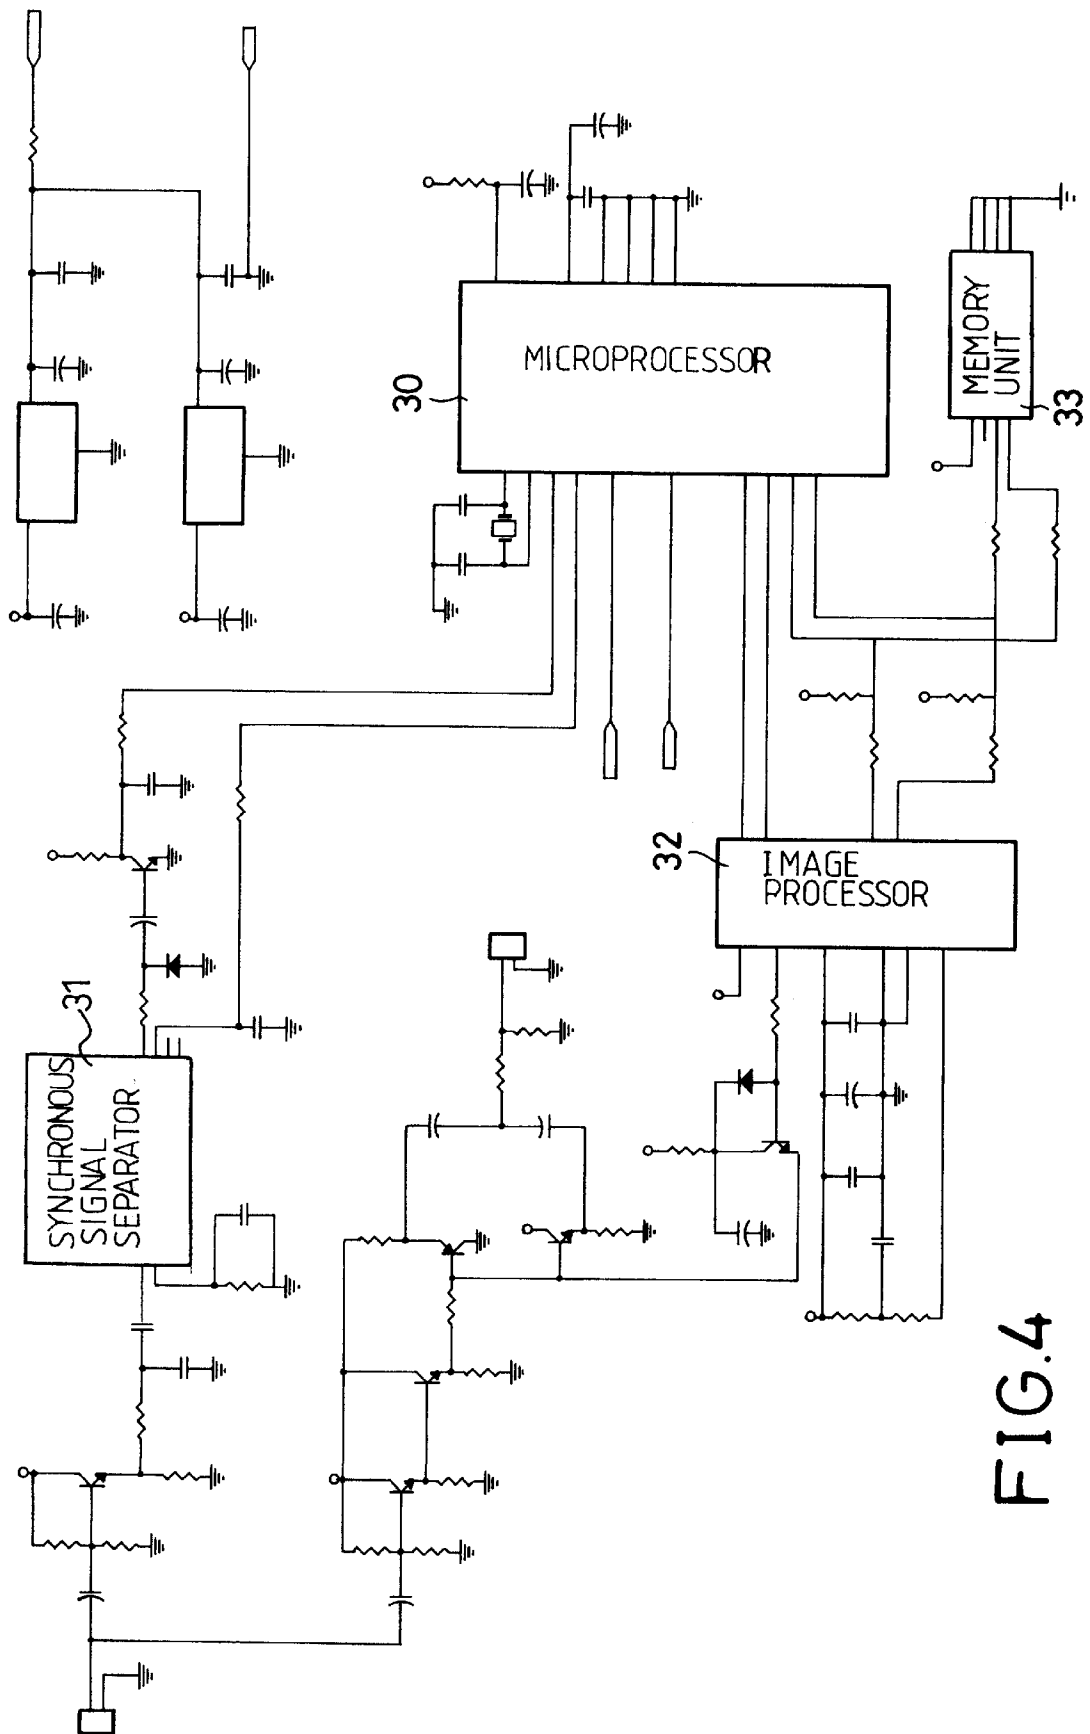 30
MICROPROCESSOR
MEMORY
UNIT
33
31
SYNCHRONOUS
SIGNAL
SEPARATOR
32
IMAGE
PROCESSOR
FIG.4